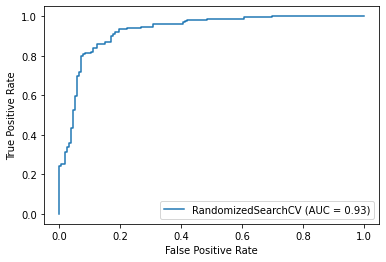 1.0
0.8
0.6
0.4
0.2
0.0
True Positive Rate
RandomizedSearchCV (AUC = 0.93)
0.0 0.2 0.4 0.6 0.8 1.0
False Positive Rate